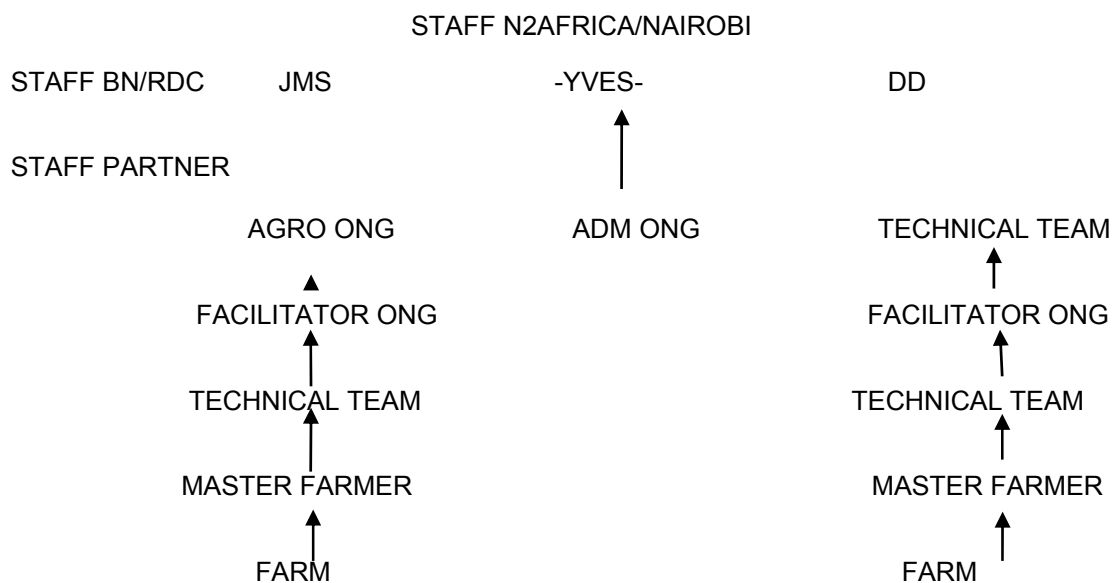 STAFF N2AFRICA/NAIROBI
STAFF BN/RDC JMS -YVES- DD
STAFF PARTNER
AGRO ONG ADM ONG TECHNICAL TEAM
FACILITATOR ONG FACILITATOR ONG
TECHNICAL TEAM TECHNICAL TEAM
MASTER FARMER MASTER FARMER
FARM FARM